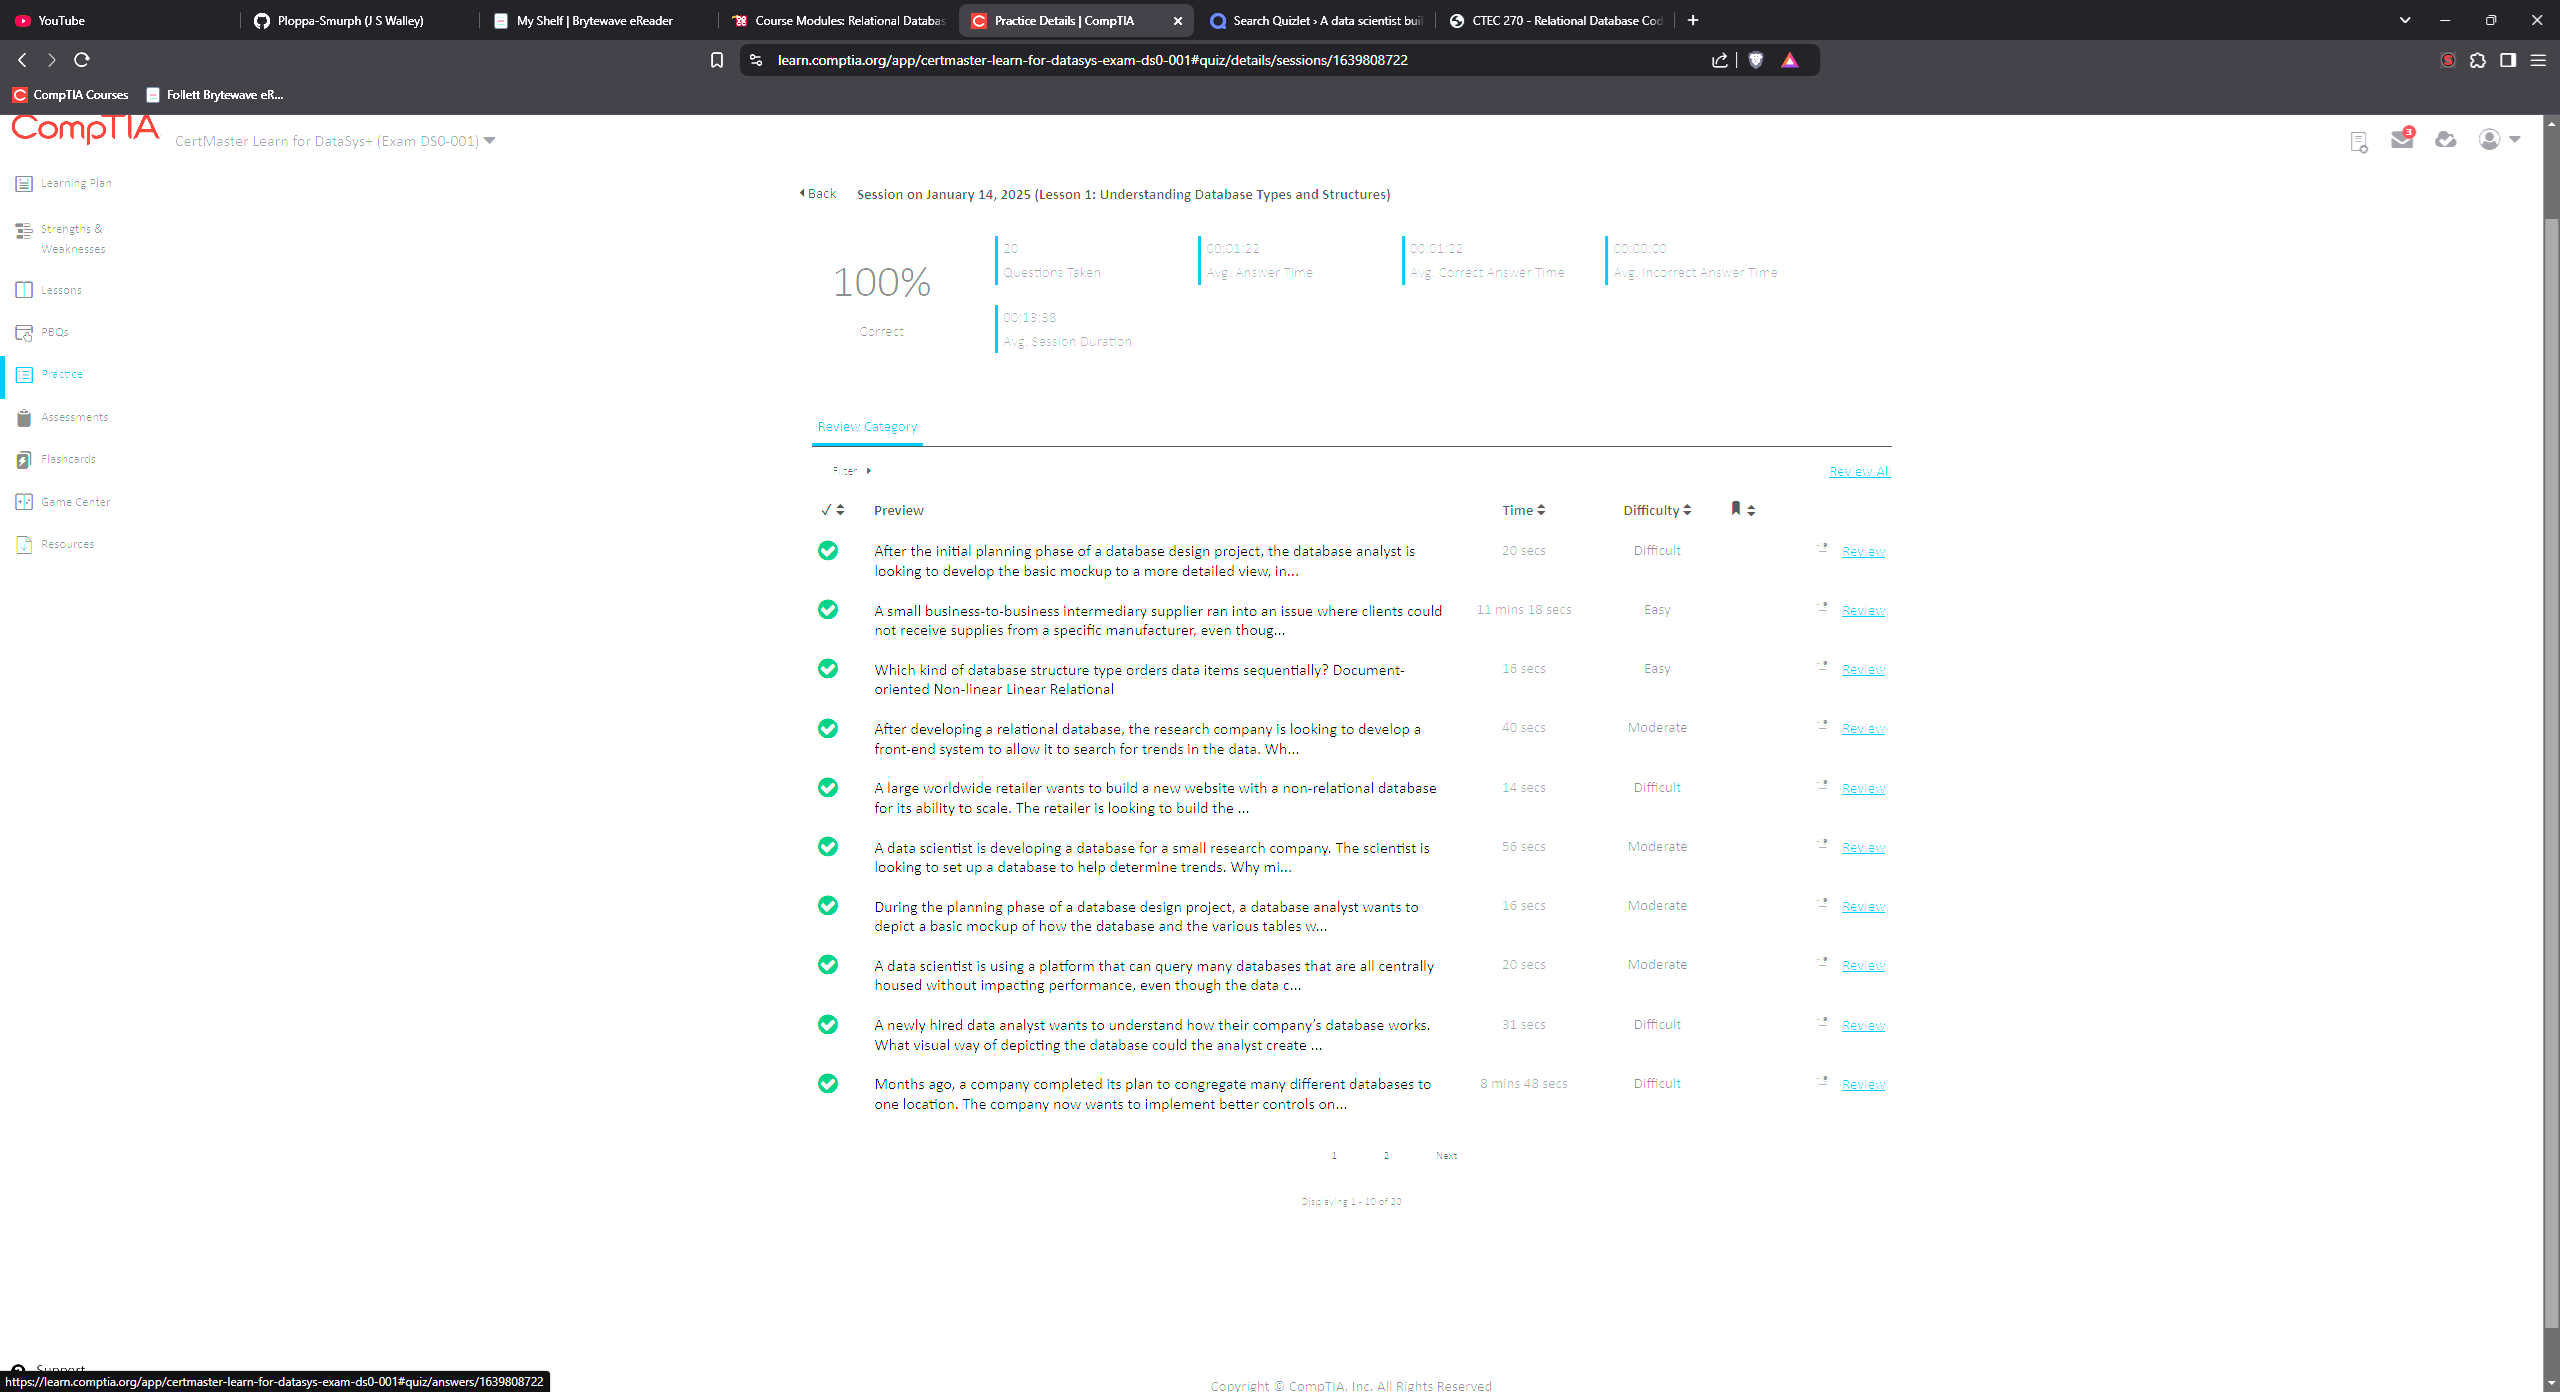 YouTube
Ploppa-Smurph (J S Walley)
My Shelf | Brytewave eReader
Course Modules: Relational Databas
Practice Details | CompTIA
Search Quizlet › A data scientist buil
CTEC 270 - Relational Database Cod
learn.comptia.org/app/certmaster-learn-for-datasys-exam-ds0-001#quiz/details/sessions/1639808722
CompTIA Courses
Follett Brytewave eR...
CompTIA
CertMaster Learn for DataSys+ (Exam DS0-001)
3
Learning Plan
Strengths &
Weaknesses
Lessons
PBQs
Practice
Assessments
Flashcards
Game Center
Resources
Back
Session on January 14, 2025 (Lesson 1: Understanding Database Types and Structures)
100%
Correct
20
Questions Taken
00:01:22
Avg. Answer Time
00:01:22
Avg. Correct Answer Time
00:00:00
Avg. Incorrect Answer Time
00:13:38
Avg. Session Duration
Review Category
Filter
Review All
Preview
Time
Difficulty
After the initial planning phase of a database design project, the database analyst is
looking to develop the basic mockup to a more detailed view, in...
20 secs
Difficult
Review
A small business-to-business intermediary supplier ran into an issue where clients could
not receive supplies from a specific manufacturer, even thoug...
11 mins 18 secs
Easy
Review
Which kind of database structure type orders data items sequentially? Document-
oriented Non-linear Linear Relational
16 secs
Easy
Review
After developing a relational database, the research company is looking to develop a
front-end system to allow it to search for trends in the data. Wh...
40 secs
Moderate
Review
A large worldwide retailer wants to build a new website with a non-relational database
for its ability to scale. The retailer is looking to build the ...
14 secs
Difficult
Review
A data scientist is developing a database for a small research company. The scientist is
looking to set up a database to help determine trends. Why mi...
56 secs
Moderate
Review
During the planning phase of a database design project, a database analyst wants to
depict a basic mockup of how the database and the various tables w...
16 secs
Moderate
Review
A data scientist is using a platform that can query many databases that are all centrally
housed without impacting performance, even though the data c...
20 secs
Moderate
Review
A newly hired data analyst wants to understand how their company's database works.
What visual way of depicting the database could the analyst create ...
31 secs
Difficult
Review
Months ago, a company completed its plan to congregate many different databases to
one location. The company now wants to implement better controls on...
8 mins 48 secs
Difficult
Review
1
2
Next
Displaying 1 - 10 of 20
Support
https://learn.comptia.org/app/certmaster-learn-for-datasys-exam-ds0-001#quiz/answers/1639808722
Copyright © CompTIA, Inc. All Rights Reserved